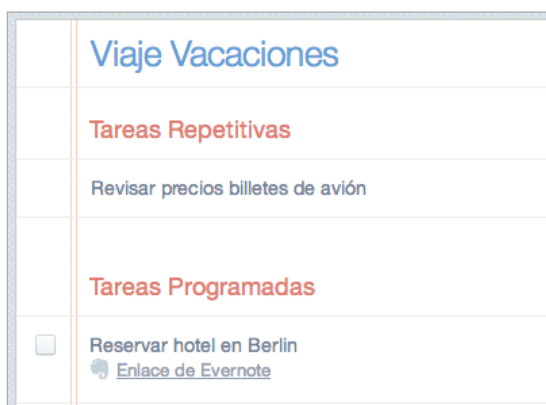 Viaje Vacaciones
Tareas Repetitivas
Revisar precios billetes de avión
Tareas Programadas
Reservar hotel en Berlin
Enlace de Evernote